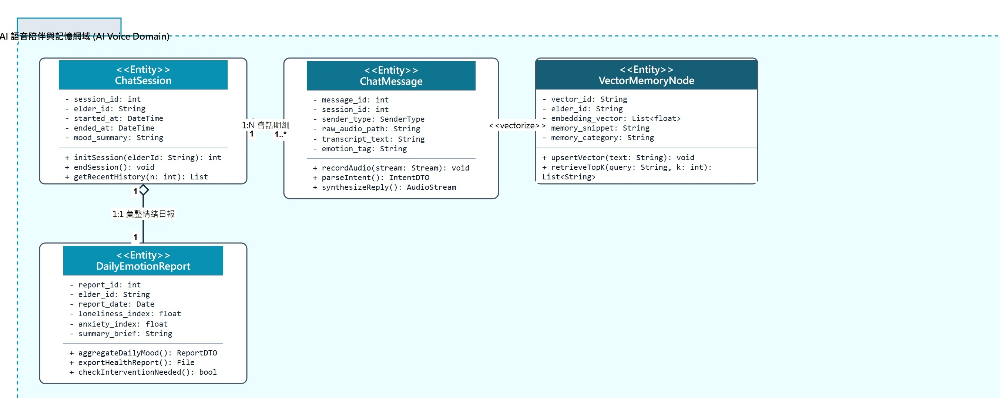 AI 語音陪伴與記憶網域 (AI Voice Domain)
<<Entity>>
ChatSession
- session_id: int
- elder_id: String
- started_at: DateTime
- ended_at: DateTime
- mood_summary: String
+ initSession(elderId: String): int
+ endSession(): void
+ getRecentHistory(n: int): List
1:N 會話明細
1
1..*
<<Entity>>
ChatMessage
- message_id: int
- session_id: int
- sender_type: SenderType
- raw_audio_path: String
- transcript_text: String
- emotion_tag: String
+ recordAudio(stream: Stream): void
+ parseIntent(): IntentDTO
+ synthesizeReply(): AudioStream
<<vectorize>>
<<Entity>>
VectorMemoryNode
- vector_id: String
- elder_id: String
- embedding_vector: List<float>
memory_snippet: String
- memory_category: String
+ upsertVector(text: String): void
+ retrieveTopK(query: String, k: int):
List<String>
1
1:1 彙整情緒日報
1
<<Entity>>
DailyEmotionReport
- report_id: int
- elder_id: String
- report_date: Date
- loneliness_index: float
- anxiety_index: float
- summary_brief: String
+ aggregateDailyMood(): ReportDTO
+ exportHealthReport(): File
+ checkInterventionNeeded(): bool